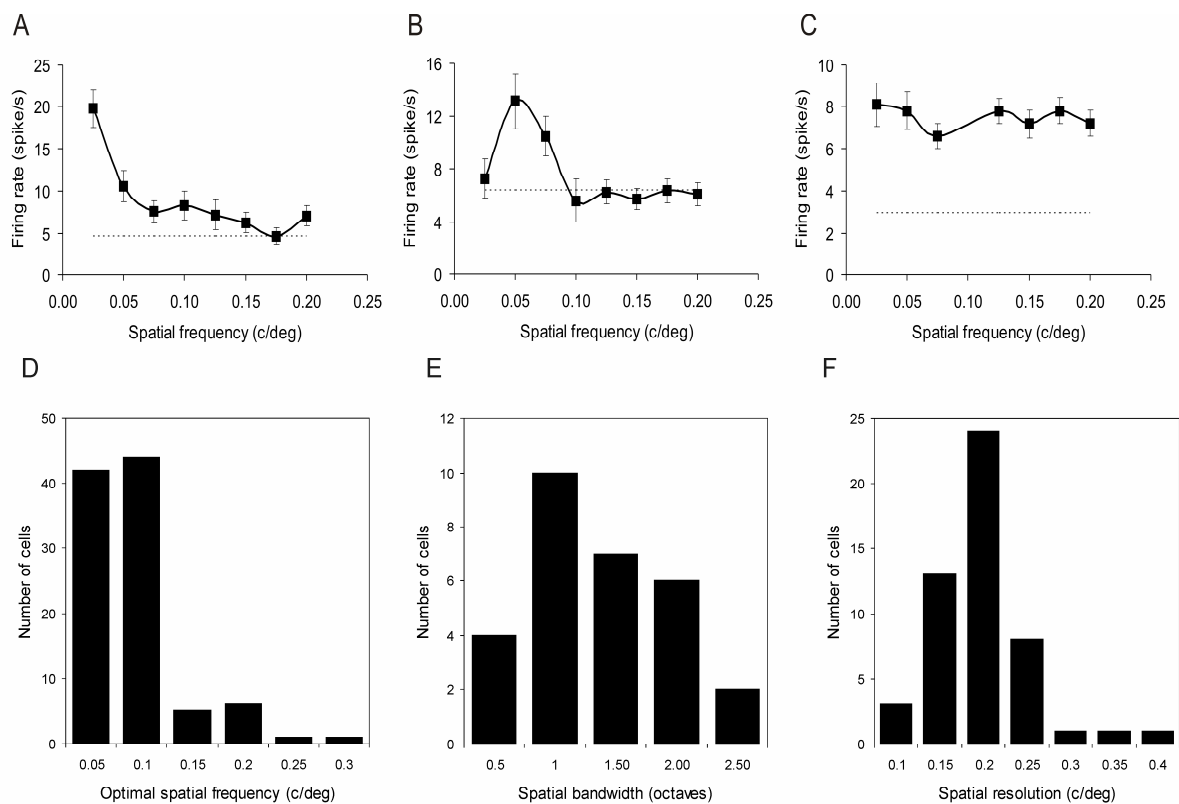 A
B
C
Firing rate (spike/s)
25
20
15
10
5
0
0.00 0.05 0.10 0.15 0.20 0.25
Spatial frequency (c/deg)
Firing rate (spike/s)
16
12
8
4
0
0.00 0.05 0.10 0.15 0.20 0.25
Spatial frequency (c/deg)
Firing rate (spike/s)
10
8
6
4
2
0
0.00 0.05 0.10 0.15 0.20 0.25
Spatial frequency (c/deg)
D
E
F
Number of cells
50
40
30
20
10
0
0.05 0.1 0.15 0.2 0.25 0.3
Optimal spatial frequency (c/deg)
Number of cells
12
10
8
6
4
2
0
0.5 1 1.50 2.00 2.50
Spatial bandwidth (octaves)
Number of cells
25
20
15
10
5
0
0.1 0.15 0.2 0.25 0.3 0.35 0.4
Spatial resolution (c/deg)